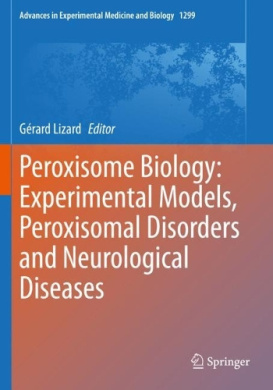 Advances in Experimental Medicine and Biology 1299
Gérard Lizard Editor
Peroxisome Biology:
Experimental Models,
Peroxisomal Disorders
and Neurological
Diseases
Springer